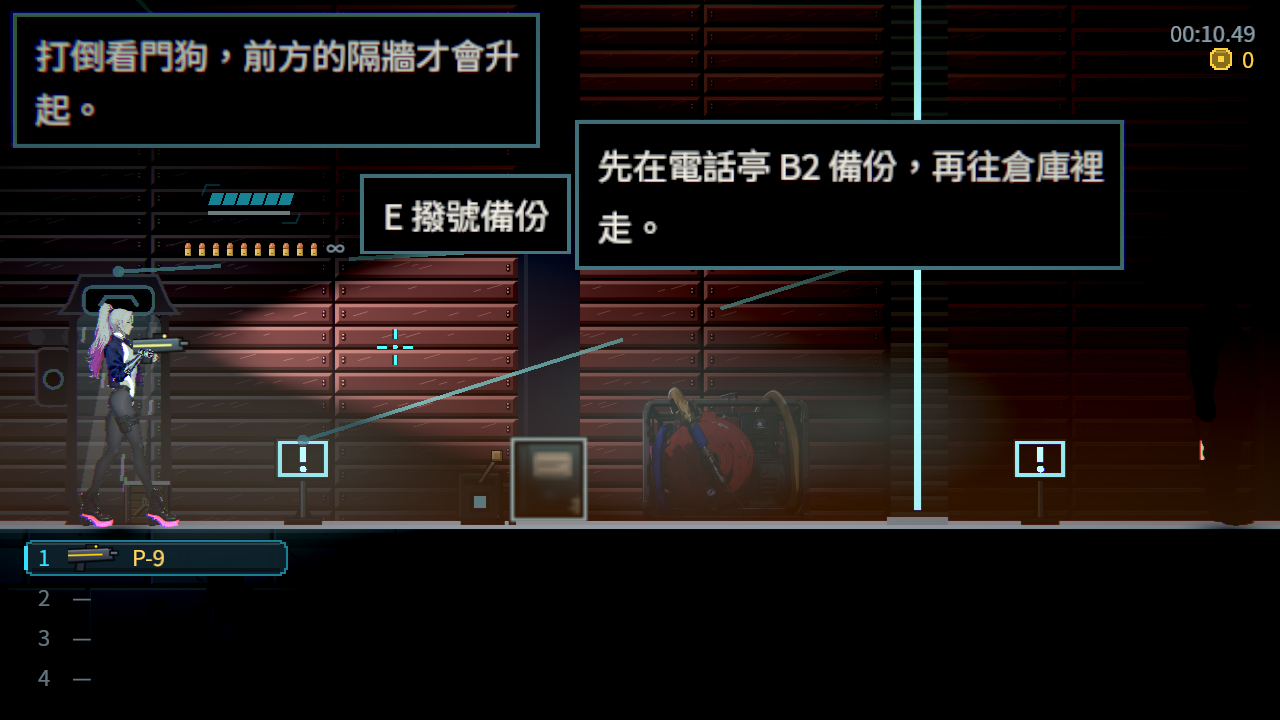 打倒看門狗，前方的隔牆才會升
起。
00:10.49
0
先在電話亭 B2 備份，再往倉庫裡
走。
E 撥號備份
∞
!
!
1 P-9
2 —
3 —
4 —